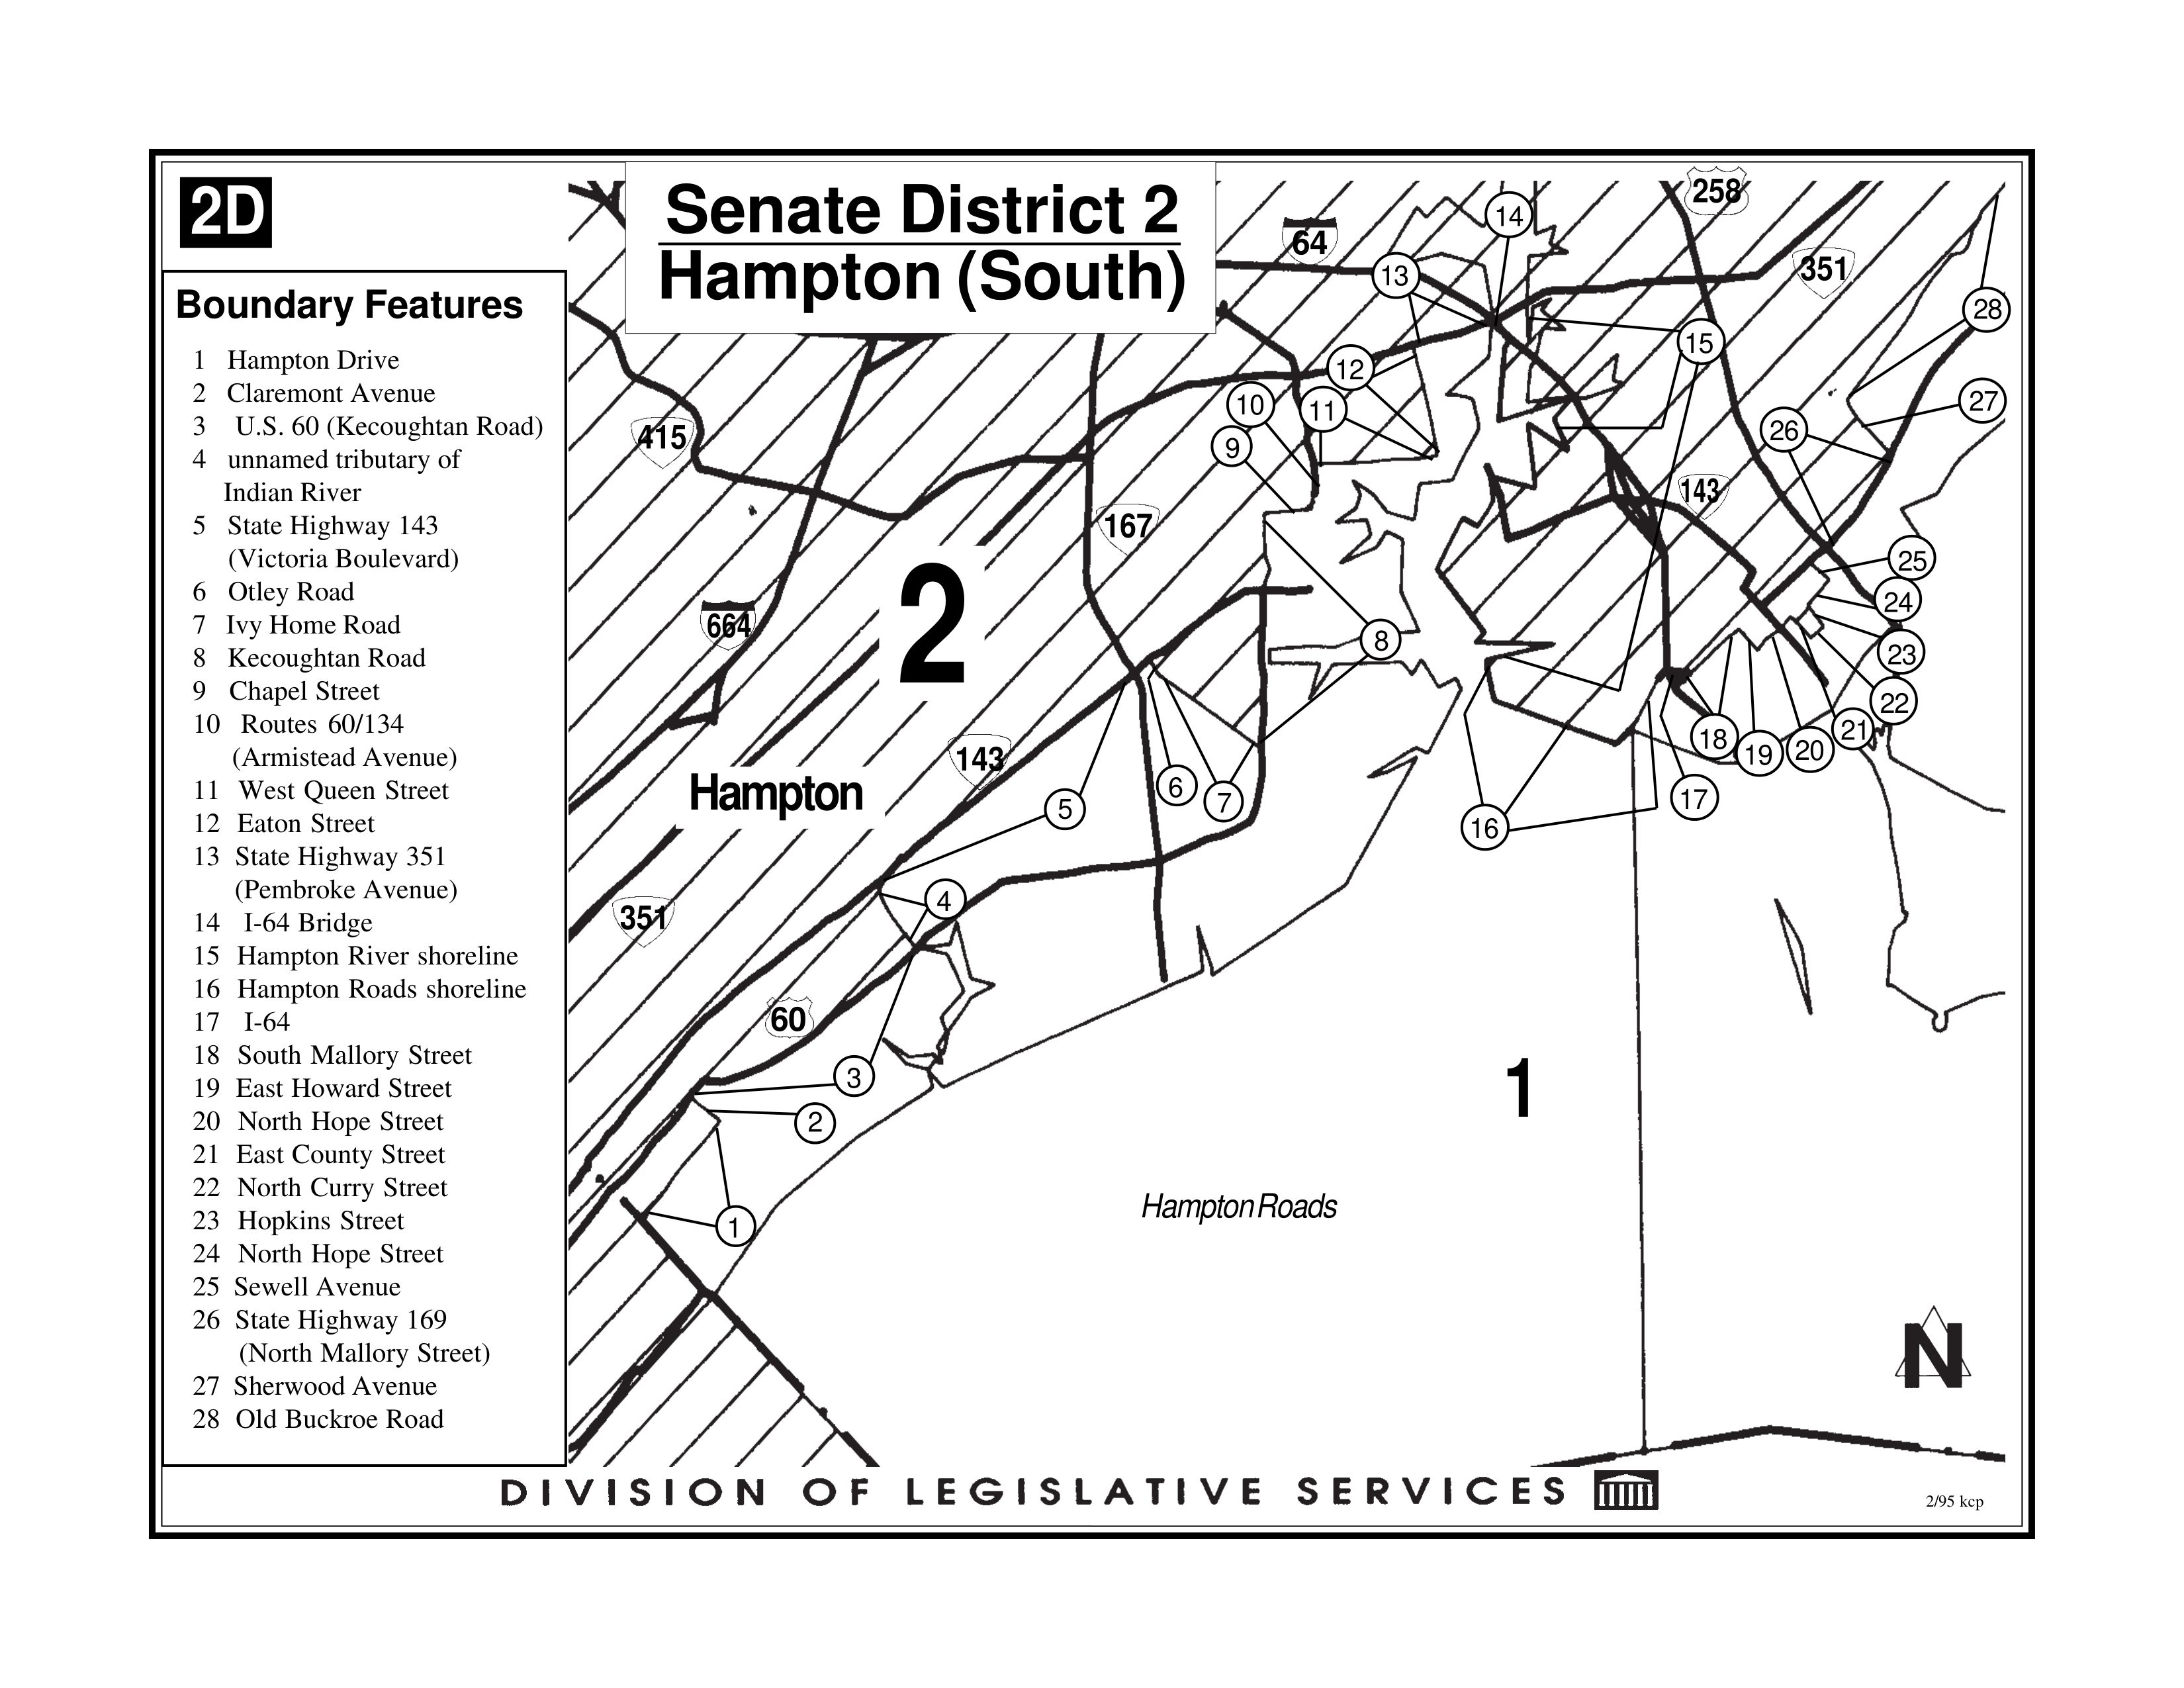 2D
Senate District 2
Hampton (South)
Boundary Features
1 Hampton Drive
2 Claremont Avenue
3 U.S. 60 (Kecoughtan Road)
4 unnamed tributary of
Indian River
5 State Highway 143
(Victoria Boulevard)
6 Otley Road
7 Ivy Home Road
8 Kecoughtan Road
9 Chapel Street
10 Routes 60/134
(Armistead Avenue)
11 West Queen Street
12 Eaton Street
13 State Highway 351
(Pembroke Avenue)
14 I-64 Bridge
15 Hampton River shoreline
16 Hampton Roads shoreline
17 I-64
18 South Mallory Street
19 East Howard Street
20 North Hope Street
21 East County Street
22 North Curry Street
23 Hopkins Street
24 North Hope Street
25 Sewell Avenue
26 State Highway 169
(North Mallory Street)
27 Sherwood Avenue
28 Old Buckroe Road
258
14
64
351
13
28
15
12
27
10
11
26
415
9
143
167
25
24
664
2
8
23
22
21
18
20
19
143
Hampton
6
17
7
5
16
4
351
60
3
1
2
Hampton Roads
1
N
DIVISION OF LEGISLATIVE SERVICES
2/95 kcp